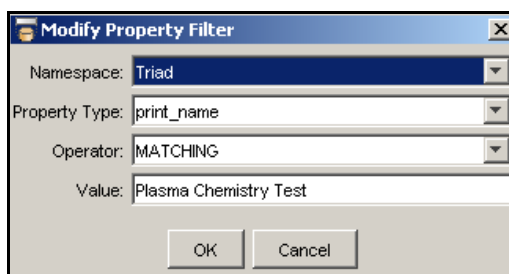 Modify Property Filter
Namespace: Triad
Property Type: print_name
Operator: MATCHING
Value: Plasma Chemistry Test
OK Cancel